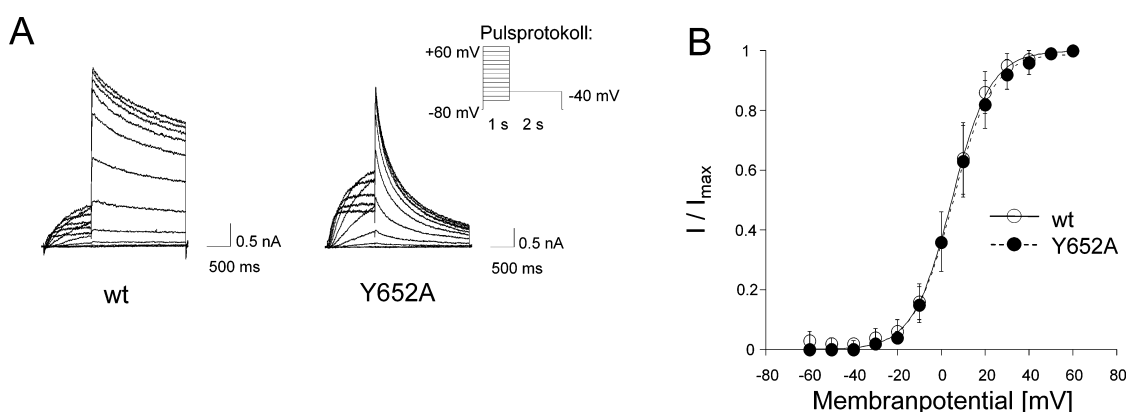 A
Pulsprotokoll:
+60 mV
-40 mV
-80 mV
1 s 2 s
0.5 nA
500 ms
0.5 nA
500 ms
wt
Y652A
B
I / Imax
1
0.8
0.6
0.4
0.2
0
-80 -60 -40 -20 0 20 40 60 80
Membranpotential [mV]
wt
Y652A